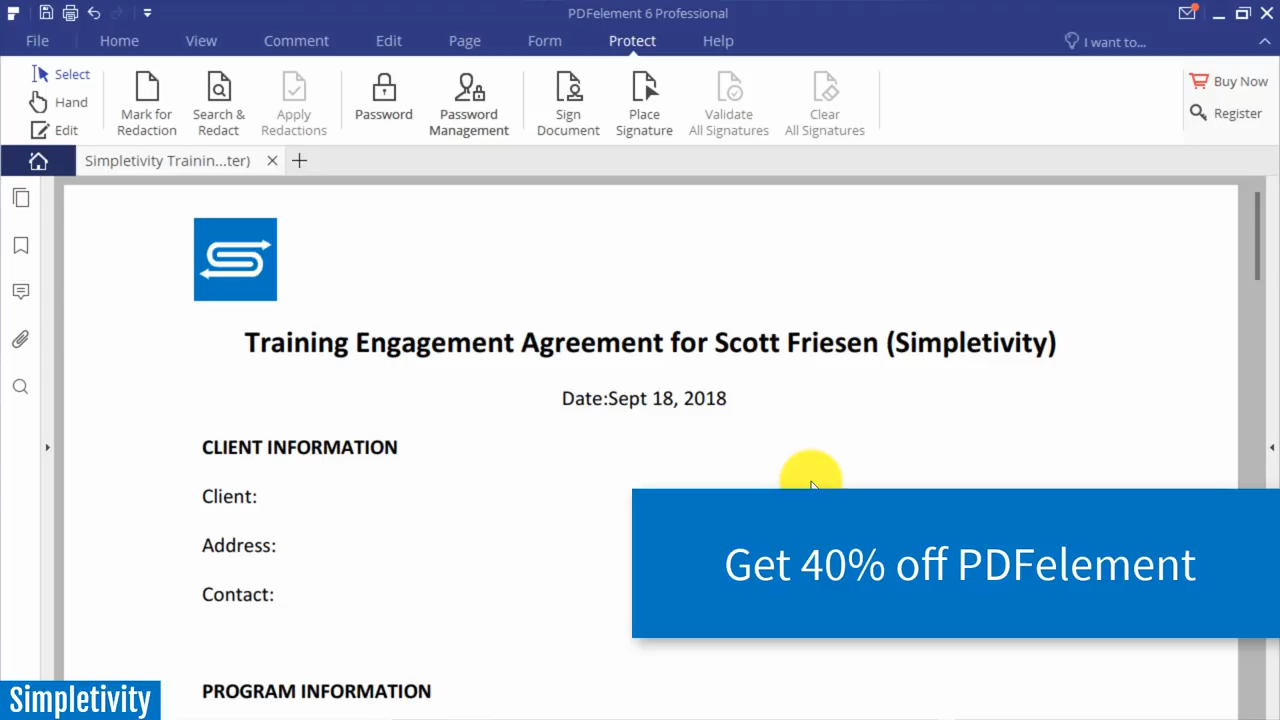 PDFelement 6 Professional
File Home View Comment Edit Page Form Protect Help I want to...
Select
Hand
Edit
Mark for
Redaction
Search &
Redact
Apply
Redactions
Password
Password
Management
Sign
Document
Place
Signature
Validate
All Signatures
Clear
All Signatures
Buy Now
Register
Simpletivity Trainin...ter)
Training Engagement Agreement for Scott Friesen (Simpletivity)
Date:Sept 18, 2018
CLIENT INFORMATION
Client:
Address:
Contact:
Get 40% off PDFelement
PROGRAM INFORMATION
Simpletivity